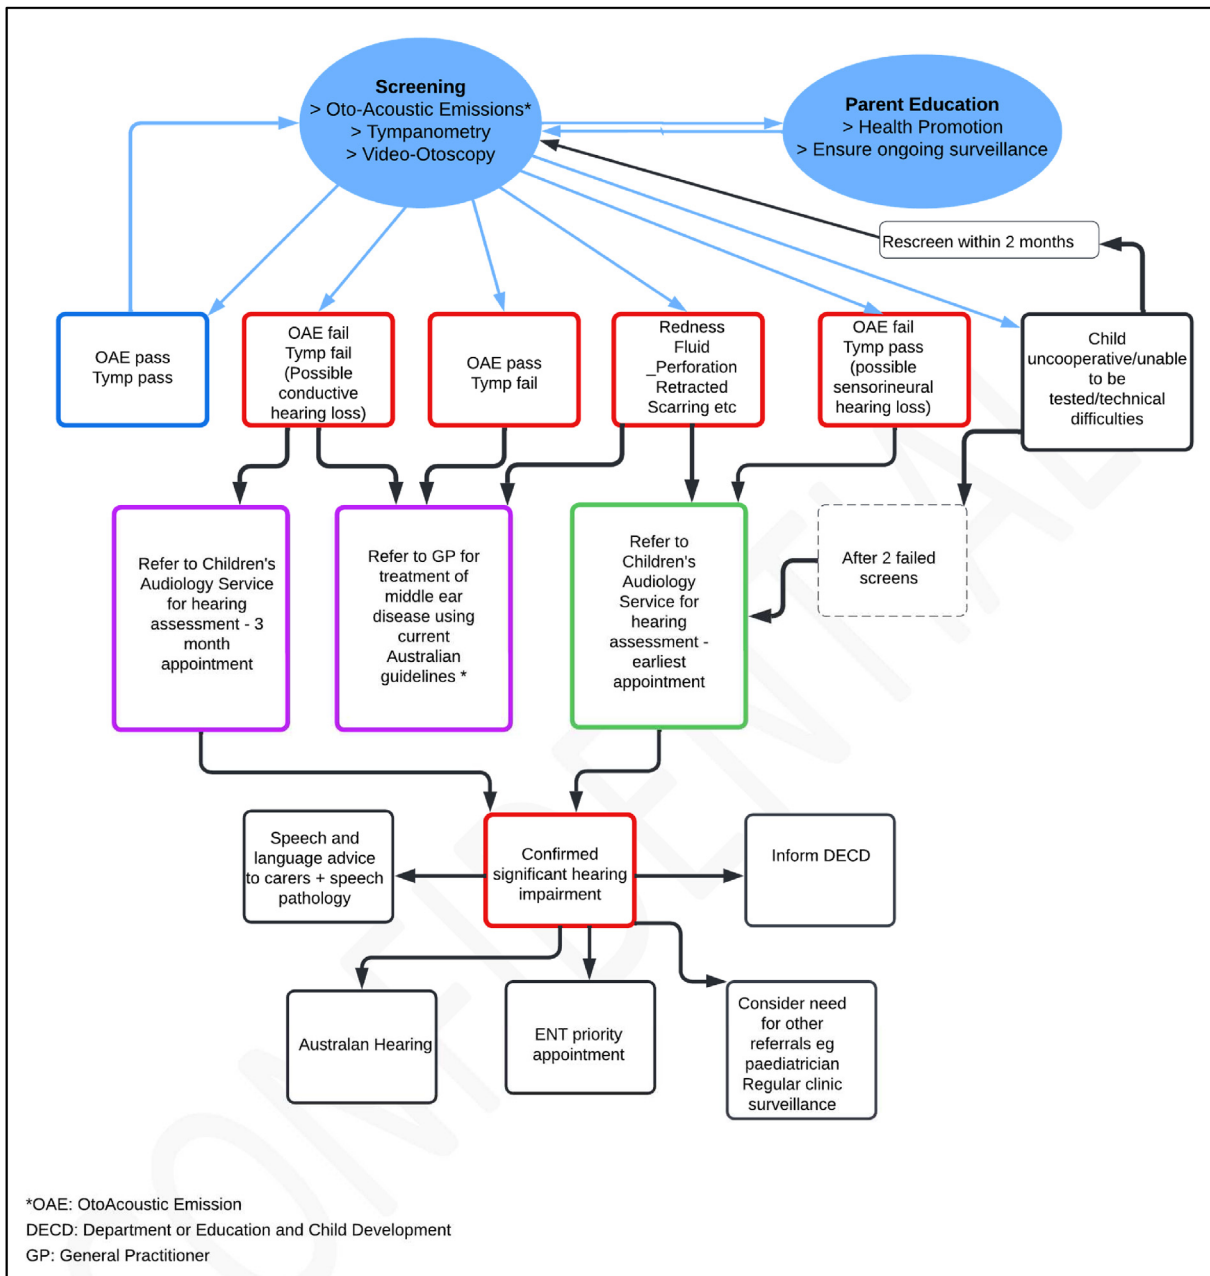 Screening
> Oto-Acoustic Emissions*
> Tympanometry
> Video-Otoscopy
Parent Education
> Health Promotion
> Ensure ongoing surveillance
Rescreen within 2 months
OAE pass
Tymp pass
OAE fail
Tymp fail
(Possible
conductive
hearing loss)
OAE pass
Tymp fail
Redness
Fluid
_Perforation
Retracted
Scarring etc
OAE fail
Tymp pass
(possible
sensorineural
hearing loss)
Child
uncooperative/unable
to be
tested/technical
difficulties
Refer to Children's
Audiology Service
for hearing
assessment - 3
month
appointment
Refer to GP for
treatment of
middle ear
disease using
current
Australian
guidelines *
Refer to
Children's
Audiology
Service for
hearing
assessment -
earliest
appointment
After 2 failed
screens
Speech and
language advice
to carers + speech
pathology
Confirmed
significant hearing
impairment
Inform DECD
Australian Hearing
ENT priority
appointment
Consider need
for other
referrals eg
paediatrician
Regular clinic
surveillance
*OAE: OtoAcoustic Emission
DECD: Department or Education and Child Development
GP: General Practitioner
CONFIDENTIAL